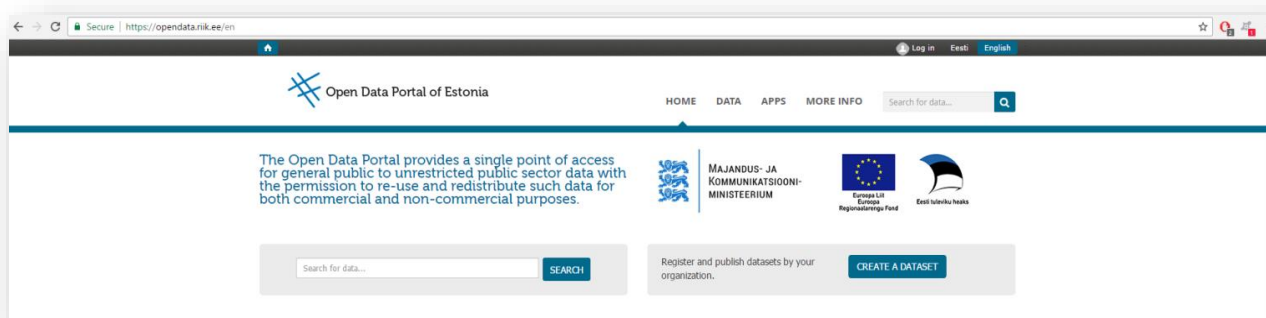 Secure | https://opendata.riik.ee/en
Log in Eesti English
Open Data Portal of Estonia
HOME DATA APPS MORE INFO Search for data...
The Open Data Portal provides a single point of access
for general public to unrestricted public sector data with
the permission to re-use and redistribute such data for
both commercial and non-commercial purposes.
MAJANDUS- JA
KOMMUNIKATSIOONI-
MINISTEERIUM
Euroopa Liit
Euroopa
Regionaalarengu Fond
Eesti tuleviku heaks
Search for data... SEARCH
Register and publish datasets by your
organization.
CREATE A DATASET